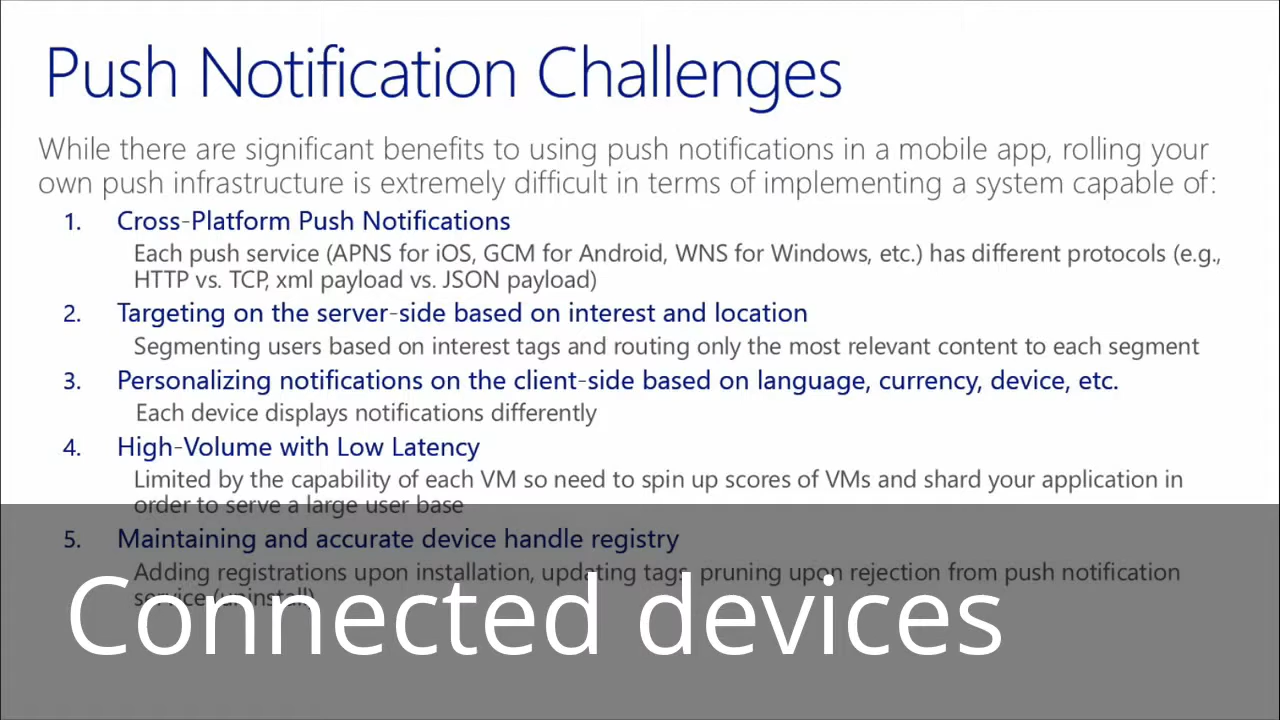 Push Notification Challenges
While there are significant benefits to using push notifications in a mobile app, rolling your
own push infrastructure is extremely difficult in terms of implementing a system capable of:
1. Cross-Platform Push Notifications
Each push service (APNS for iOS, GCM for Android, WNS for Windows, etc.) has different protocols (e.g.,
HTTP vs. TCP, xml payload vs. JSON payload)
2. Targeting on the server-side based on interest and location
Segmenting users based on interest tags and routing only the most relevant content to each segment
3. Personalizing notifications on the client-side based on language, currency, device, etc.
Each device displays notifications differently
4. High-Volume with Low Latency
Limited by the capability of each VM so need to spin up scores of VMs and shard your application in
order to serve a large user base
5. Maintaining and accurate device handle registry
Adding registrations upon installation, updating tags, pruning upon rejection from push notification
service (uninstall)
Connected devices